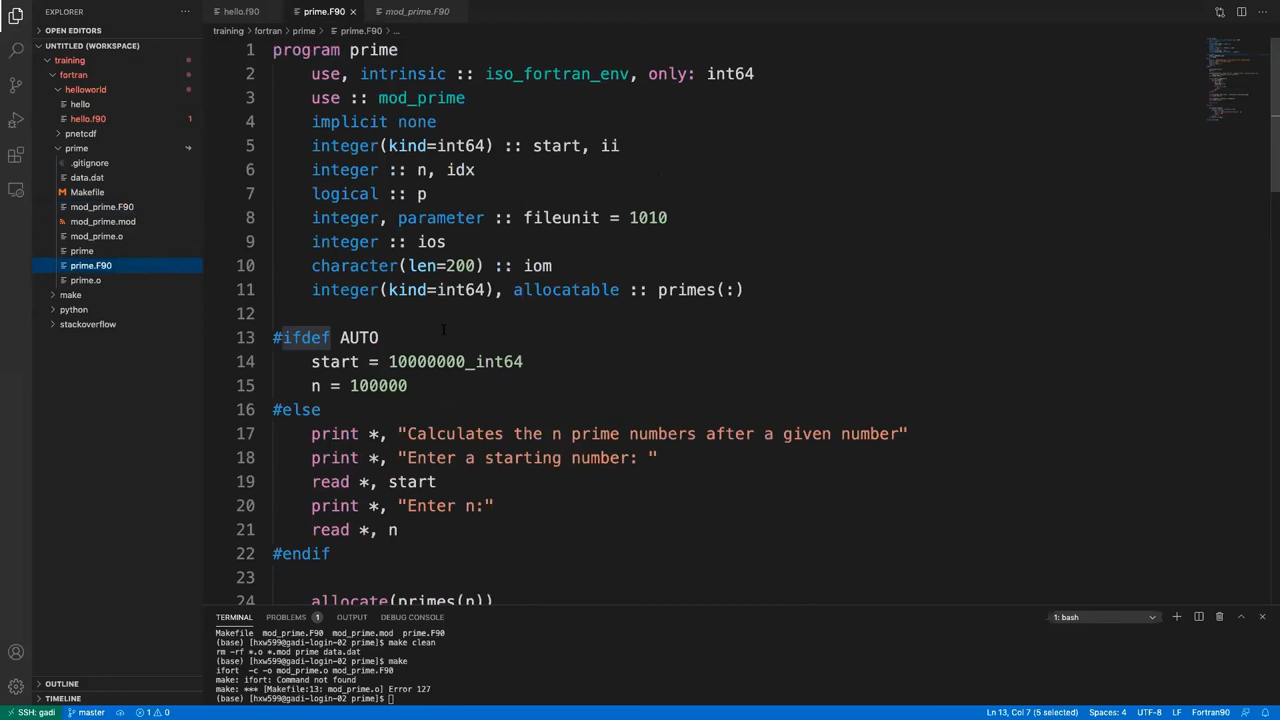 EXPLORER
···
hello.f90
prime.F90 ×
mod_prime.F90
···
OPEN EDITORS
training > fortran > prime > prime.F90 > ...
UNTITLED (WORKSPACE)
training
fortran
helloworld
hello
hello.f90 1
pnetcdf
prime
.gitignore
data.dat
Makefile
mod_prime.F90
mod_prime.mod
mod_prime.o
prime
prime.F90
prime.o
make
python
stackoverflow
1 program prime
2 use, intrinsic :: iso_fortran_env, only: int64
3 use :: mod_prime
4 implicit none
5 integer(kind=int64) :: start, ii
6 integer :: n, idx
7 logical :: p
8 integer, parameter :: fileunit = 1010
9 integer :: ios
10 character(len=200) :: iom
11 integer(kind=int64), allocatable :: primes(:)
12
13 #ifdef AUTO
14 start = 10000000_int64
15 n = 100000
16 #else
17 print *, "Calculates the n prime numbers after a given number"
18 print *, "Enter a starting number: "
19 read *, start
20 print *, "Enter n:"
21 read *, n
22 #endif
23
24 allocate(primes(n))
TERMINAL PROBLEMS 1 OUTPUT DEBUG CONSOLE
1: bash
Makefile mod_prime.F90 mod_prime.mod prime.F90
(base) [hxw599@gadi-login-02 prime]$ make clean
rm -rf *.o *.mod prime data.dat
(base) [hxw599@gadi-login-02 prime]$ make
ifort -c -o mod_prime.o mod_prime.F90
make: ifort: Command not found
make: *** [Makefile:13: mod_prime.o] Error 127
(base) [hxw599@gadi-login-02 prime]$
OUTLINE
TIMELINE
SSH: gadi master 1 0
Ln 13, Col 7 (5 selected) Spaces: 4 UTF-8 LF Fortran90